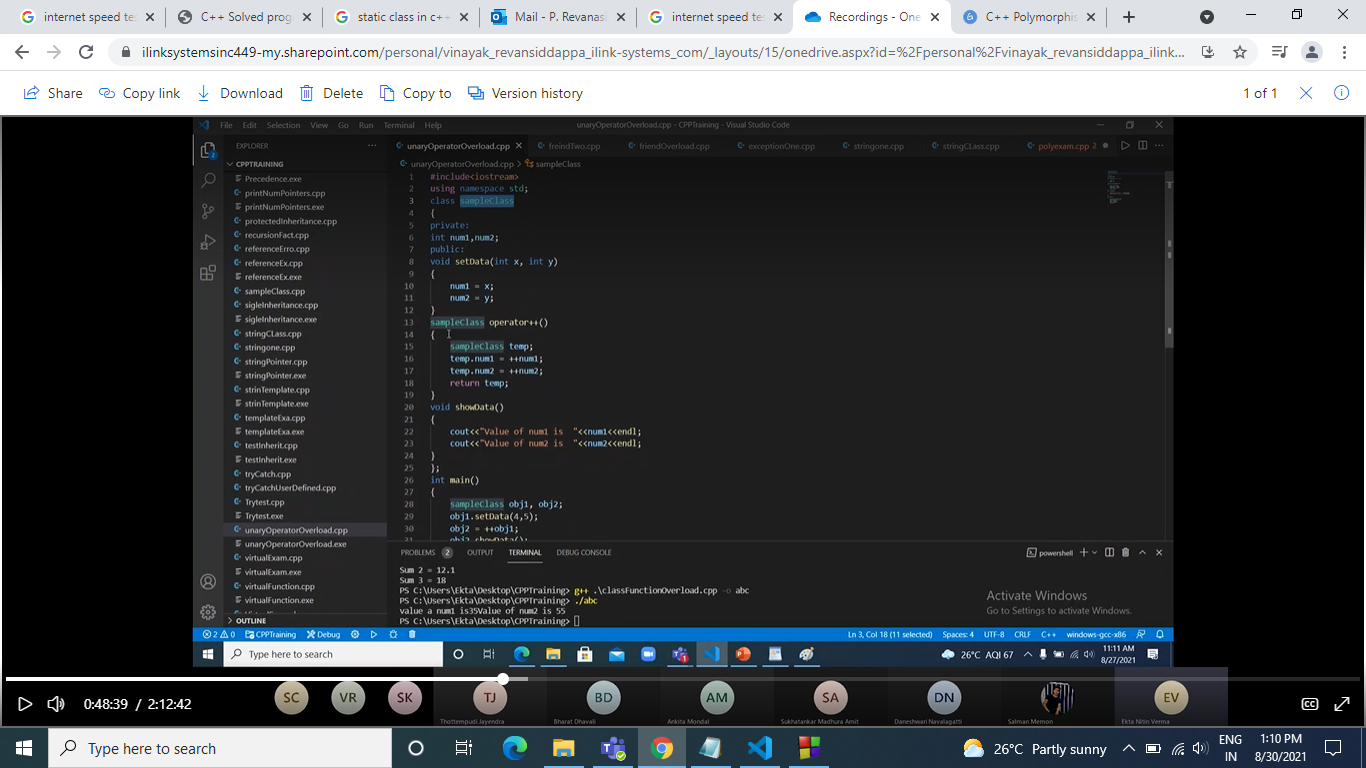 internet speed tes
C++ Solved prog
static class in c++
Mail - P. Revanas
internet speed tes
Recordings - One
C++ Polymorphis
ilinksystemsinc449-my.sharepoint.com/personal/vinayak_revansiddappa_ilink-systems_com/_layouts/15/onedrive.aspx?id=%2Fpersonal%2Fvinayak_revansiddappa_ilink...
Share
Copy link
Download
Delete
Copy to
Version history
1 of 1
File Edit Selection View Go Run Terminal Help
unaryOperatorOverload.cpp - CPPTraining - Visual Studio Code
EXPLORER
CPPTRAINING
Precedence.cpp
printNumPointers.cpp
printNumPointers.exe
protectedInheritance.cpp
recursionFact.cpp
referenceErro.cpp
referenceEx.cpp
referenceEx.exe
sampleClass.cpp
sigleInheritance.cpp
sigleInheritance.exe
stringCLass.cpp
stringone.cpp
stringPointer.cpp
stringPointer.exe
strinTemplate.cpp
strinTemplate.exe
templateExa.cpp
templateExa.exe
testInherit.cpp
testInherit.exe
tryCatch.cpp
tryCatchUserDefined.cpp
Trytest.cpp
Trytest.exe
unaryOperatorOverload.cpp
unaryOperatorOverload.exe
virtualExam.cpp
virtualExam.exe
virtualFunction.cpp
virtualFunction.exe
OUTLINE
unaryOperatorOverload.cpp
freindTwo.cpp
friendOverload.cpp
exceptionOne.cpp
stringone.cpp
stringCLass.cpp
polyexam.cpp 2
unaryOperatorOverload.cpp > sampleClass
1 #include<iostream>
2 using namespace std;
3 class sampleClass
4 {
5 private:
6 int num1,num2;
7 public:
8 void setData(int x, int y)
9 {
10 num1 = x;
11 num2 = y;
12 }
13 sampleClass operator++()
14 {
15 sampleClass temp;
16 temp.num1 = ++num1;
17 temp.num2 = ++num2;
18 return temp;
19 }
20 void showData()
21 {
22 cout<<"Value of num1 is  "<<num1<<endl;
23 cout<<"Value of num2 is  "<<num2<<endl;
24 }
25 };
26 int main()
27 {
28 sampleClass obj1, obj2;
29 obj1.setData(4,5);
30 obj2 = ++obj1;
31 obj2.showData();
PROBLEMS 2 OUTPUT TERMINAL DEBUG CONSOLE
powershell
Sum 2 = 12.1
Sum 3 = 18
PS C:\Users\Ekta\Desktop\CPPTraining> g++ .\classFunctionOverload.cpp -o abc
PS C:\Users\Ekta\Desktop\CPPTraining> ./abc
value a num1 is35Value of num2 is 55
PS C:\Users\Ekta\Desktop\CPPTraining>
Activate Windows
Go to Settings to activate Windows.
2 0 CPPTraining Debug
Ln 3, Col 18 (11 selected) Spaces: 4 UTF-8 CRLF C++ windows-gcc-x86
Type here to search
26°C AQI 67
11:11 AM
8/27/2021
0:48:39 / 2:12:42
SC
VR
SK
TJ
Thottempudi Jayendra
BD
Bharat Dhavali
AM
Ankita Mondal
SA
Sukhatankar Madhura Amit
DN
Daneshwari Navalagatti
Salman Memon
EV
Ekta Nitin Verma
CC
Type here to search
26°C Partly sunny
ENG
IN
1:10 PM
8/30/2021